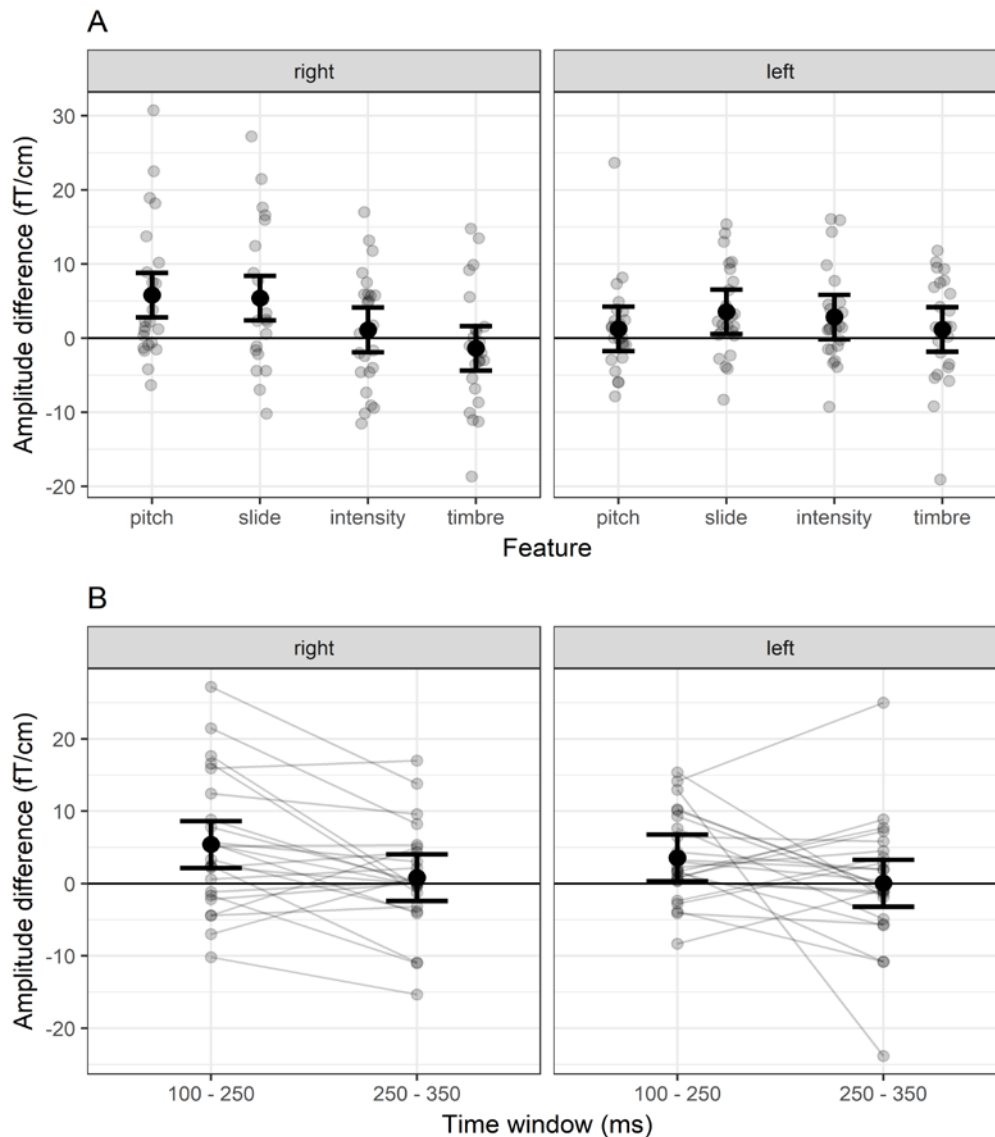 A
right left
Amplitude difference (fT/cm)
30
20
10
0
-10
-20
pitch slide intensity timbre pitch slide intensity timbre
Feature
B
right left
Amplitude difference (fT/cm)
20
10
0
-10
-20
100 - 250 250 - 350 100 - 250 250 - 350
Time window (ms)